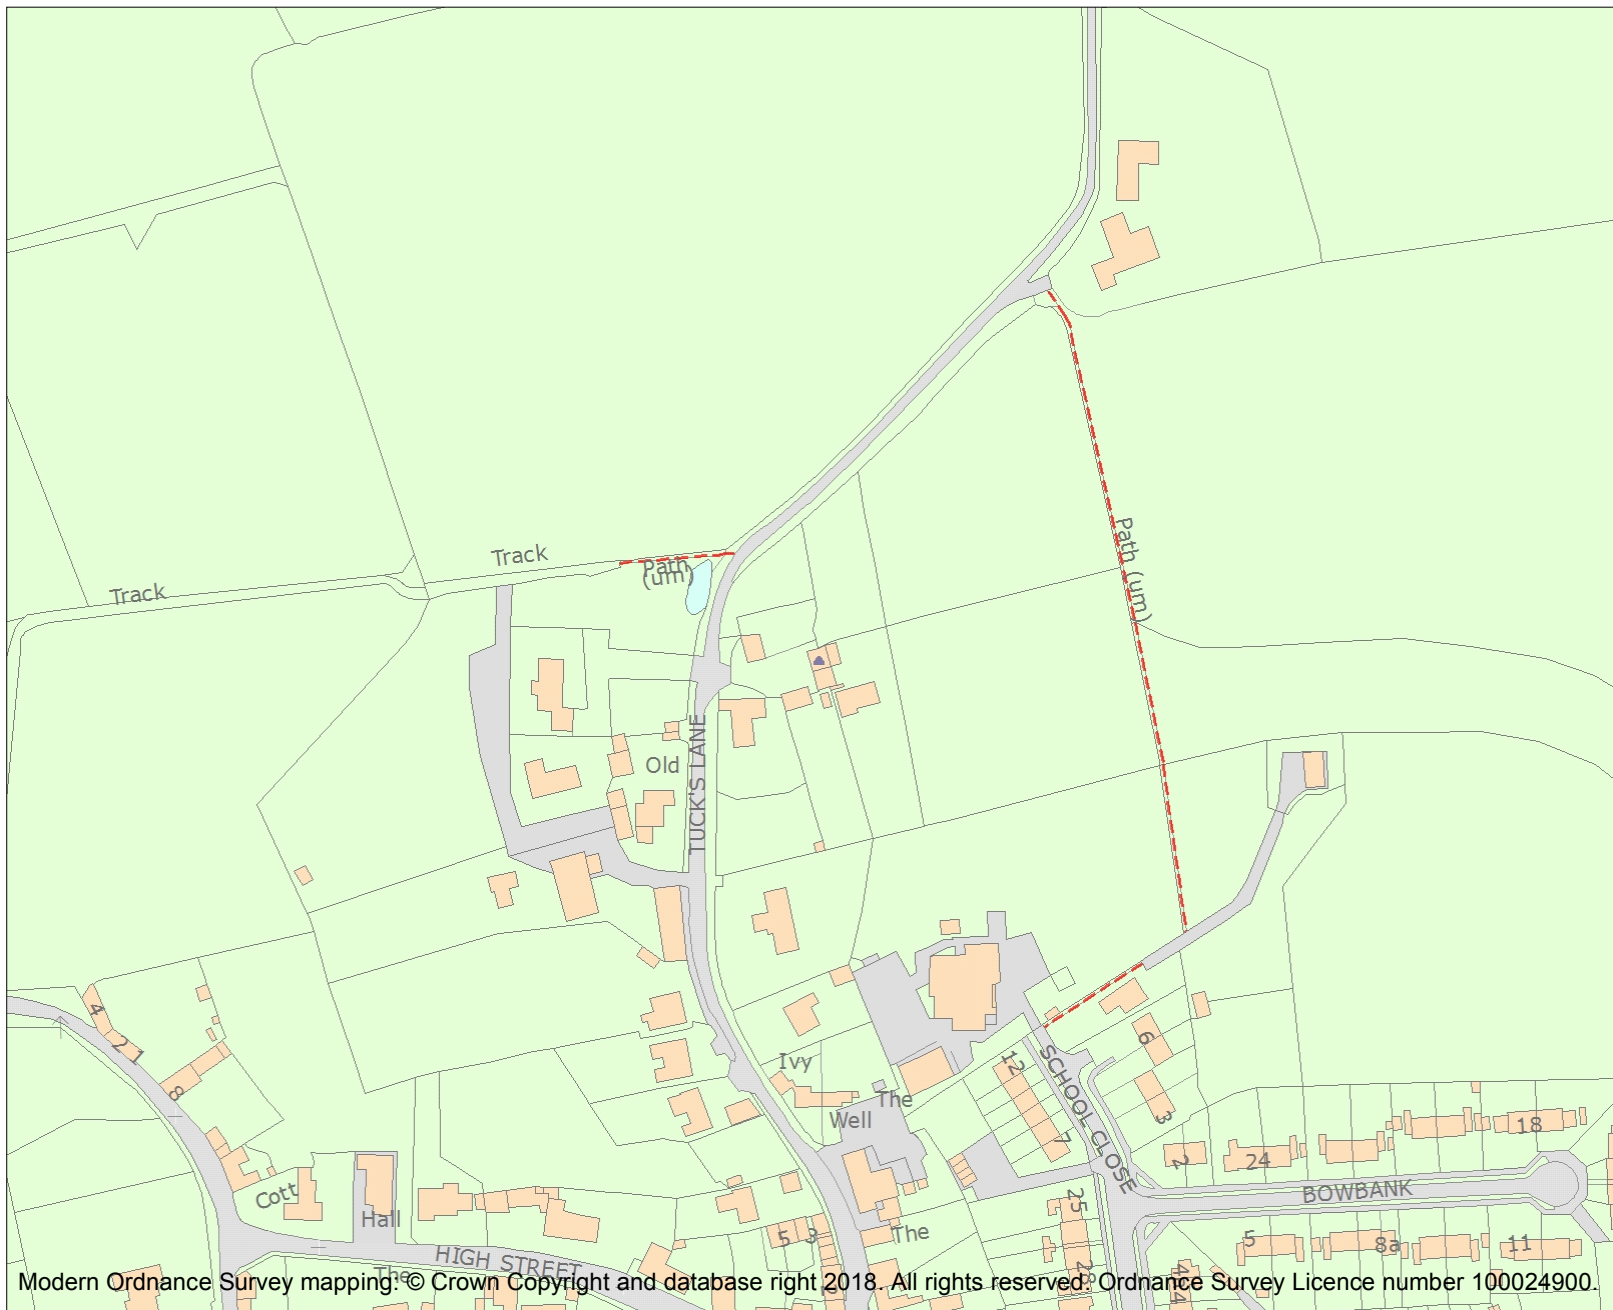 Track
Track
Path
(um)
Path (um)
Old
TUCK'S LANE
4
2
1
8
Ivy
The
Well
12
7
6
3
SCHOOL CLOSE
2
24
18
BOWBANK
Cott
Hall
25
5
3
The
5
8a
11
HIGH STREET
The
Modern Ordnance Survey mapping: © Crown Copyright and database right 2018. All rights reserved. Ordnance Survey Licence number 100024900.